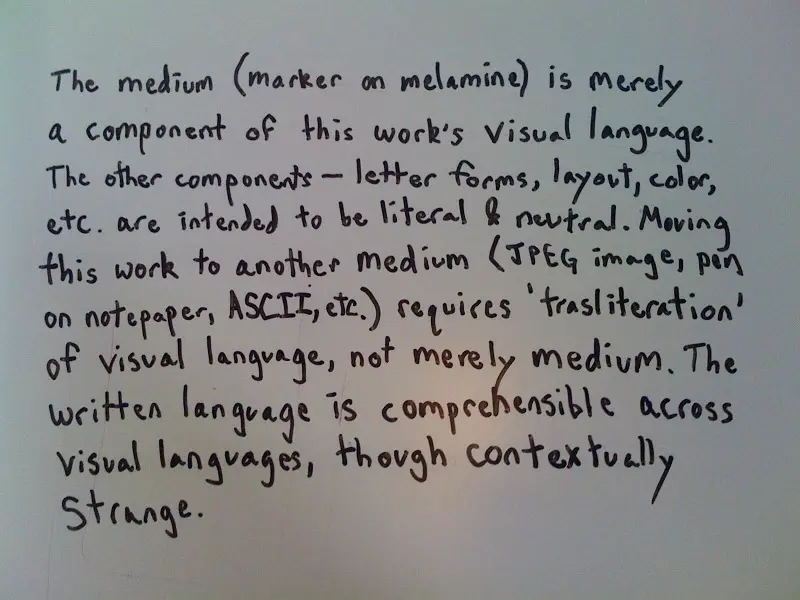 The medium (marker on melamine) is merely
a component of this work's visual language.
The other components — letter forms, layout, color,
etc. are intended to be literal & neutral. Moving
this work to another medium (JPEG image, pen
on notepaper, ASCII, etc.) requires 'trasliteration'
of visual language, not merely medium. The
written language is comprehensible across
visual languages, though contextually
strange.